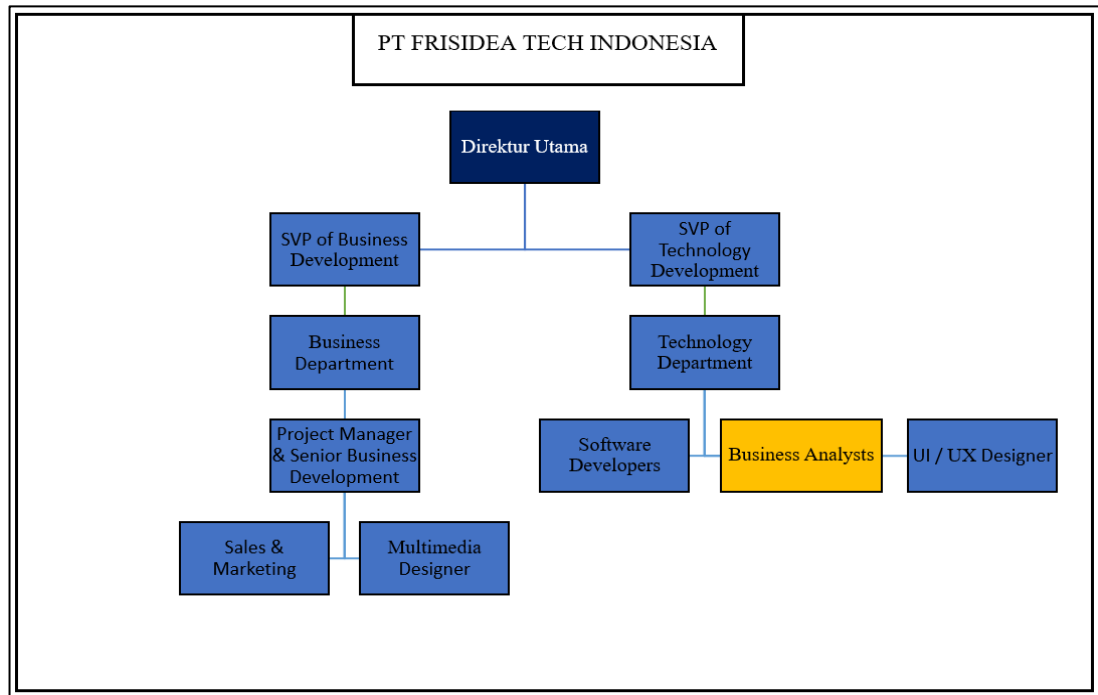 PT FRISIDEA TECH INDONESIA
Direktur Utama
SVP of Business
Development
SVP of
Technology
Development
Business
Department
Technology
Department
Project Manager
& Senior Business
Development
Software
Developers
Business Analysts
UI / UX Designer
Sales &
Marketing
Multimedia
Designer